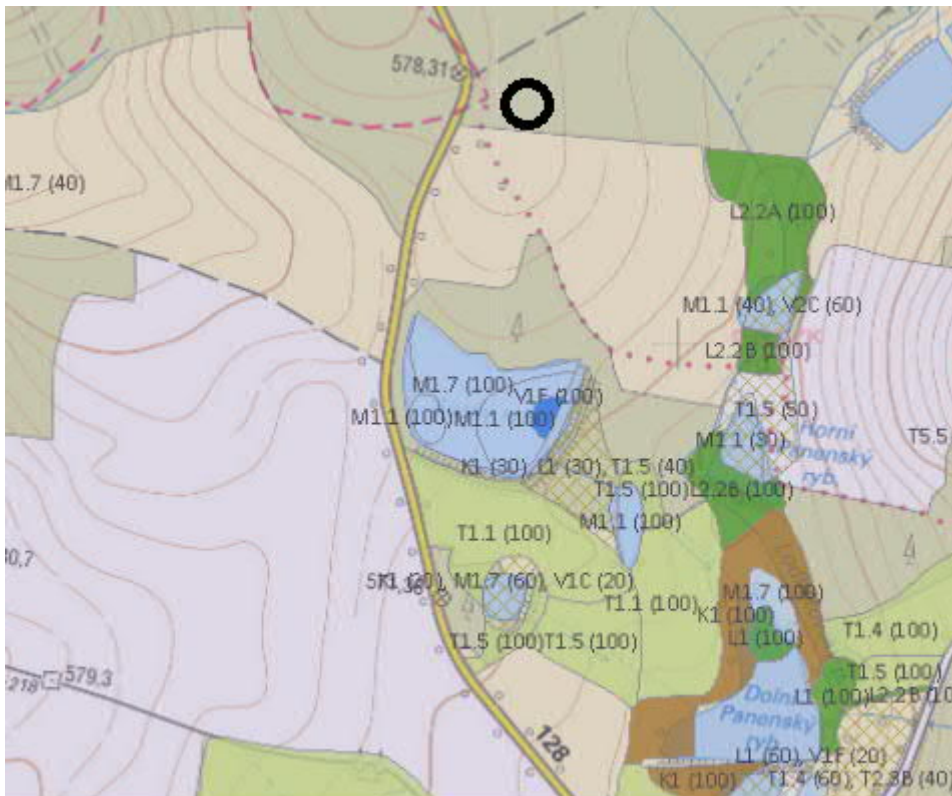 578,31
M1.7 (40)
L2.2A (100)
M1.1 (40), V2C (60)
L2.2B (100)
4
M1.7 (100)
V1F (100)
M1.1 (100)
M1.1 (100)
T1.5 (50)
M1.1 (30)
Horní
Panenský
ryb.
T5.5
K1 (30), L1 (30), T1.5 (40)
T1.5 (100)
L2.2B (100)
M1.1 (100)
T1.1 (100)
4
M1.7 (60), V1C (20)
M1.7 (100)
T1.1 (100)
K1 (100)
L1 (100)
T1.4 (100)
T1.5 (100)
T1.5 (100)
T1.5 (100)
579,3
218
L1 (100)
Dolní
Panenský
ryb.
128
L1 (60), V1F (20)
K1 (100)
T1.4 (60), T2.3B (40)